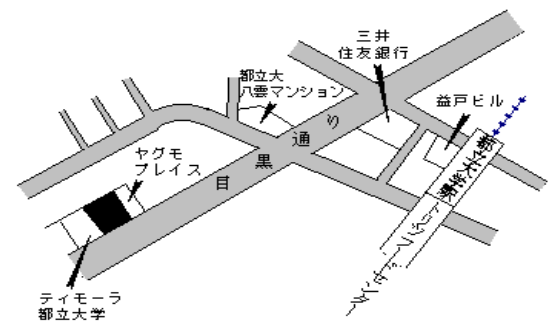 三井
住友銀行
都立大
八雲マンション
益戸ビル
目黒通り
ヤグモ
プレイス
都立大学駅
ティモーラ
都立大学